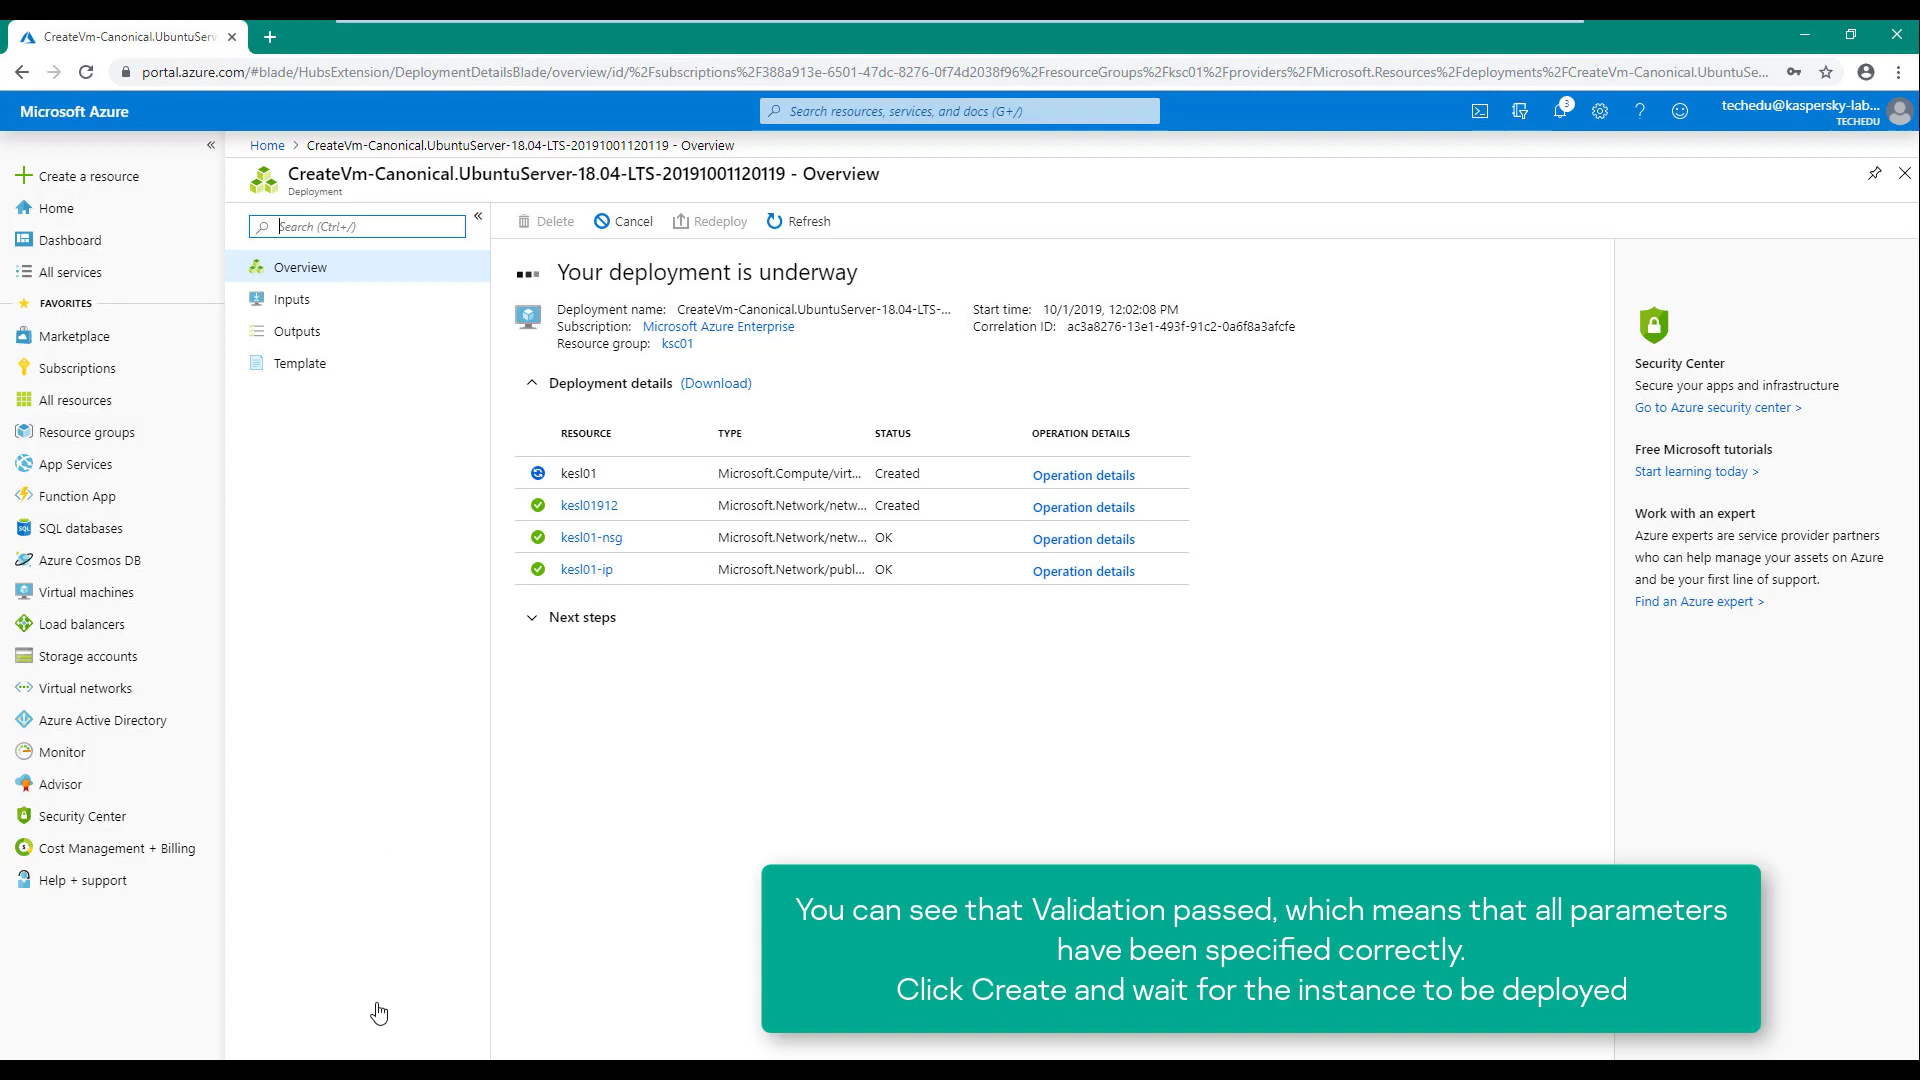 CreateVm-Canonical.UbuntuServ
portal.azure.com/#blade/HubsExtension/DeploymentDetailsBlade/overview/id/%2Fsubscriptions%2F388a913e-6501-47dc-8276-0f74d2038f96%2FresourceGroups%2Fksc01%2Fproviders%2FMicrosoft.Resources%2Fdeployments%2FCreateVm-Canonical.UbuntuSe...
Microsoft Azure
Search resources, services, and docs (G+/)
3
techedu@kaspersky-lab...
TECHEDU
Home > CreateVm-Canonical.UbuntuServer-18.04-LTS-20191001120119 - Overview
CreateVm-Canonical.UbuntuServer-18.04-LTS-20191001120119 - Overview
Deployment
Create a resource
Home
Dashboard
All services
FAVORITES
Marketplace
Subscriptions
All resources
Resource groups
App Services
Function App
SQL databases
Azure Cosmos DB
Virtual machines
Load balancers
Storage accounts
Virtual networks
Azure Active Directory
Monitor
Advisor
Security Center
Cost Management + Billing
Help + support
Search (Ctrl+/)
Overview
Inputs
Outputs
Template
Delete Cancel Redeploy Refresh
Your deployment is underway
Deployment name: CreateVm-Canonical.UbuntuServer-18.04-LTS-...
Subscription: Microsoft Azure Enterprise
Resource group: ksc01
Start time: 10/1/2019, 12:02:08 PM
Correlation ID: ac3a8276-13e1-493f-91c2-0a6f8a3afcfe
Deployment details (Download)
RESOURCE TYPE STATUS OPERATION DETAILS
kesl01 Microsoft.Compute/virt... Created Operation details
kesl01912 Microsoft.Network/netw... Created Operation details
kesl01-nsg Microsoft.Network/netw... OK Operation details
kesl01-ip Microsoft.Network/publ... OK Operation details
Next steps
Security Center
Secure your apps and infrastructure
Go to Azure security center >
Free Microsoft tutorials
Start learning today >
Work with an expert
Azure experts are service provider partners
who can help manage your assets on Azure
and be your first line of support.
Find an Azure expert >
You can see that Validation passed, which means that all parameters
have been specified correctly.
Click Create and wait for the instance to be deployed